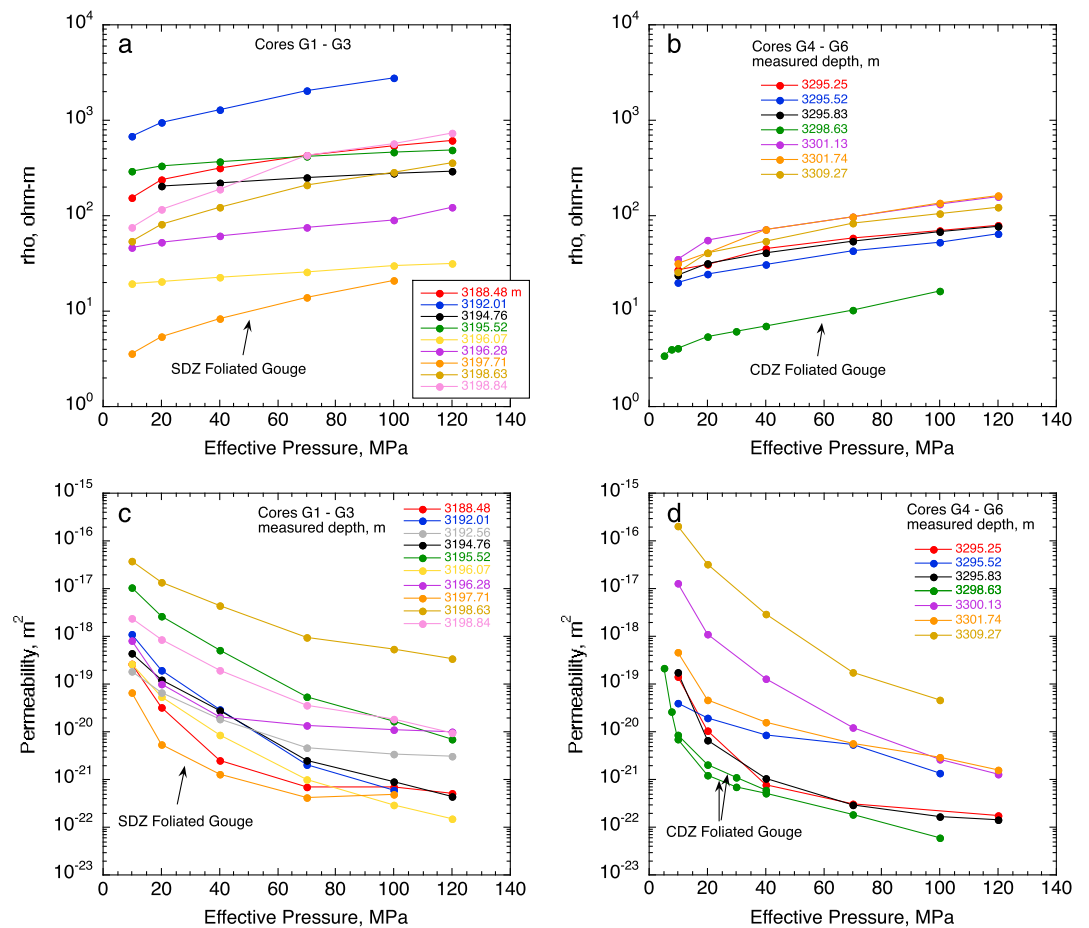 a
Cores G1 - G3
10^4
10^3
10^2
10^1
10^0
rho, ohm-m
SDZ Foliated Gouge
3188.48 m
3192.01
3194.76
3195.52
3196.07
3196.28
3197.71
3198.63
3198.84
0 20 40 60 80 100 120 140
Effective Pressure, MPa
b
Cores G4 - G6
measured depth, m
3295.25
3295.52
3295.83
3298.63
3301.13
3301.74
3309.27
10^4
10^3
10^2
10^1
10^0
rho, ohm-m
CDZ Foliated Gouge
0 20 40 60 80 100 120 140
Effective Pressure, MPa
c
Cores G1 - G3
measured depth, m
3188.48
3192.01
3192.56
3194.76
3195.52
3196.07
3196.28
3197.71
3198.63
3198.84
10^-15
10^-16
10^-17
10^-18
10^-19
10^-20
10^-21
10^-22
10^-23
Permeability, m^2
SDZ Foliated Gouge
0 20 40 60 80 100 120 140
Effective Pressure, MPa
d
Cores G4 - G6
measured depth, m
3295.25
3295.52
3295.83
3298.63
3300.13
3301.74
3309.27
10^-15
10^-16
10^-17
10^-18
10^-19
10^-20
10^-21
10^-22
10^-23
Permeability, m^2
CDZ Foliated Gouge
0 20 40 60 80 100 120 140
Effective Pressure, MPa